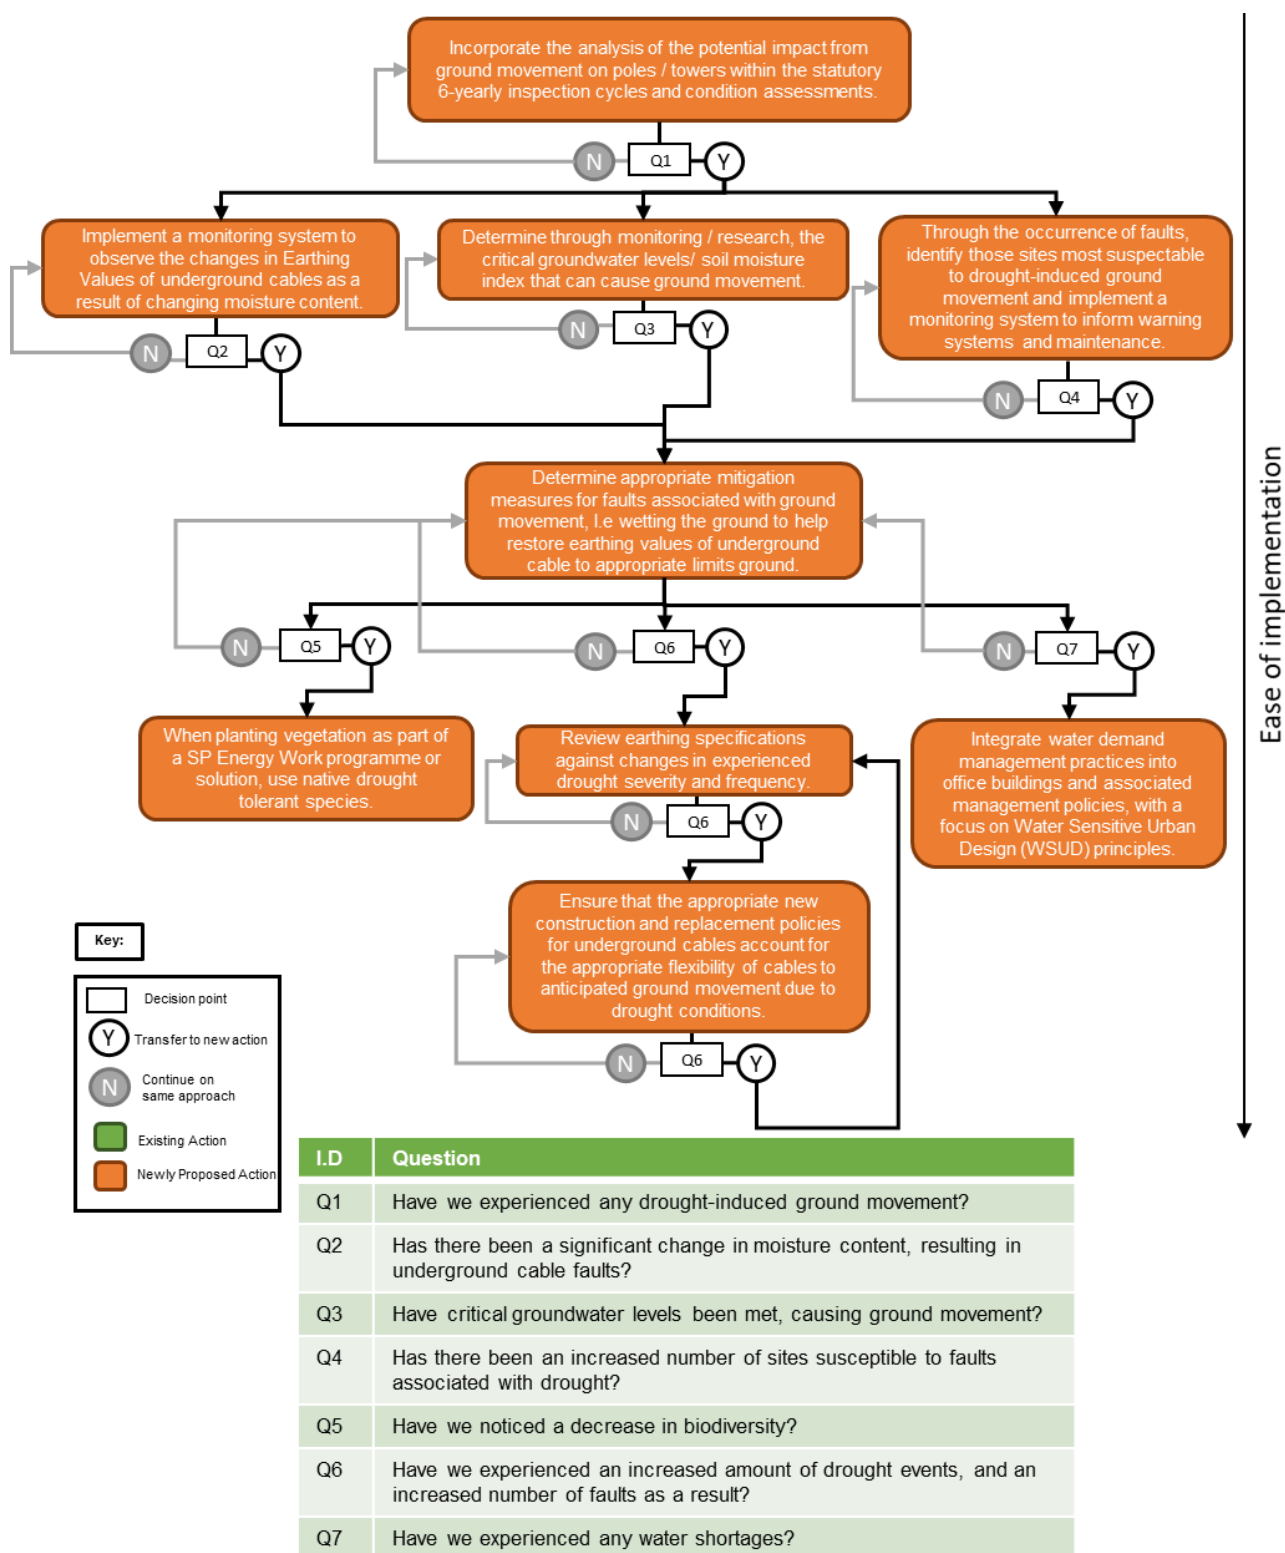 Incorporate the analysis of the potential impact from
ground movement on poles / towers within the statutory
6-yearly inspection cycles and condition assessments.
N
Q1
Y
Implement a monitoring system to
observe the changes in Earthing
Values of underground cables as a
result of changing moisture content.
N
Q2
Y
Determine through monitoring / research, the
critical groundwater levels/ soil moisture
index that can cause ground movement.
N
Q3
Y
Through the occurrence of faults,
identify those sites most suspectable
to drought-induced ground
movement and implement a
monitoring system to inform warning
systems and maintenance.
N
Q4
Y
Determine appropriate mitigation
measures for faults associated with ground
movement, I.e wetting the ground to help
restore earthing values of underground
cable to appropriate limits ground.
N
Q5
Y
N
Q6
Y
N
Q7
Y
When planting vegetation as part of
a SP Energy Work programme or
solution, use native drought
tolerant species.
Review earthing specifications
against changes in experienced
drought severity and frequency.
N
Q6
Y
Integrate water demand
management practices into
office buildings and associated
management policies, with a
focus on Water Sensitive Urban
Design (WSUD) principles.
Ensure that the appropriate new
construction and replacement policies
for underground cables account for
the appropriate flexibility of cables to
anticipated ground movement due to
drought conditions.
N
Q6
Y
Ease of implementation
Key:
Decision point
Y
Transfer to new action
N
Continue on
same approach
Existing Action
Newly Proposed Action
I.D Question
Q1 Have we experienced any drought-induced ground movement?
Q2 Has there been a significant change in moisture content, resulting in
underground cable faults?
Q3 Have critical groundwater levels been met, causing ground movement?
Q4 Has there been an increased number of sites susceptible to faults
associated with drought?
Q5 Have we noticed a decrease in biodiversity?
Q6 Have we experienced an increased amount of drought events, and an
increased number of faults as a result?
Q7 Have we experienced any water shortages?